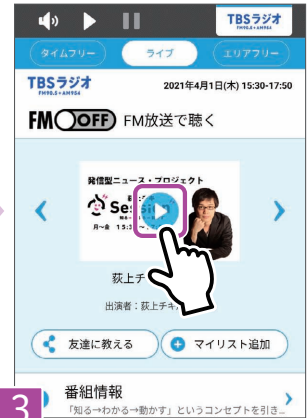 TBSラジオ
FM90.5+AM954
タイムフリー
ライブ
エリアフリー
TBSラジオ
FM90.5+AM954
2021年4月1日(木) 15:30-17:50
FM OFF FM放送で聴く
発信型ニュース・プロジェクト
Se
月~金 15:3
荻上チ
出演者:荻上チキ
友達に教える
マイリスト追加
3
番組情報
「知る→わかる→動かす」というコンセプトを引き…